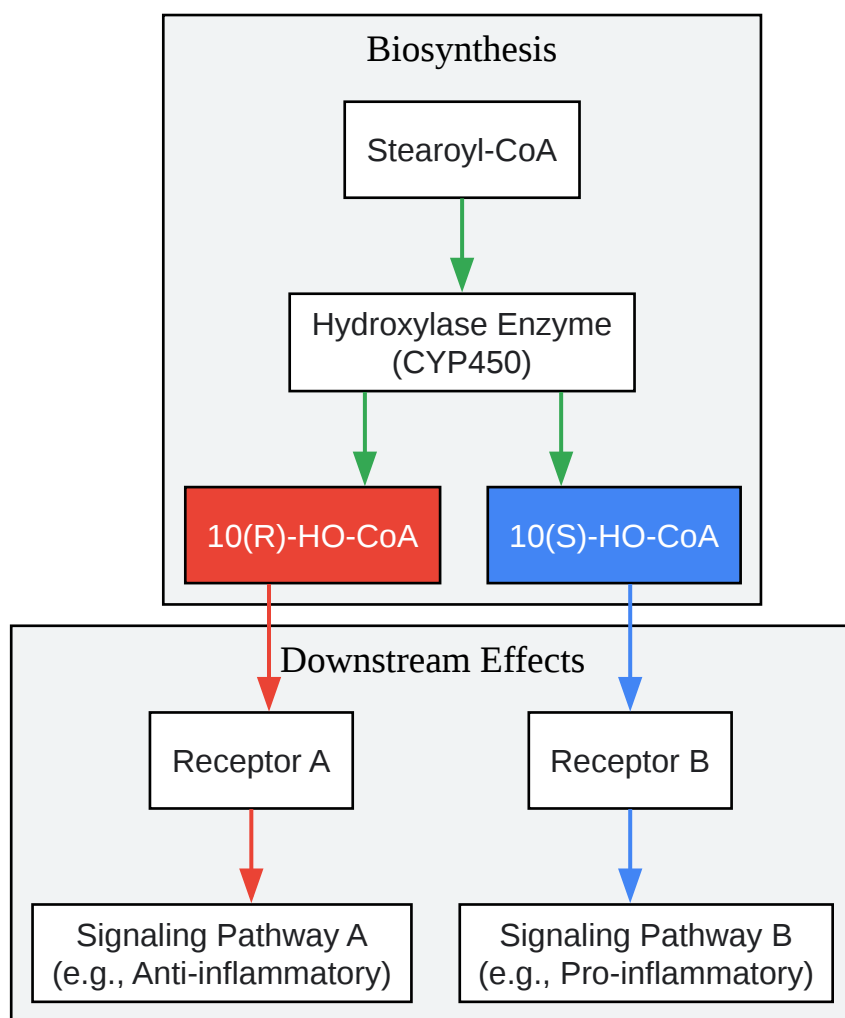 Biosynthesis
Stearoyl-CoA
Hydroxylase Enzyme
(CYP450)
10(R)-HO-CoA
10(S)-HO-CoA
Downstream Effects
Receptor A
Receptor B
Signaling Pathway A
(e.g., Anti-inflammatory)
Signaling Pathway B
(e.g., Pro-inflammatory)